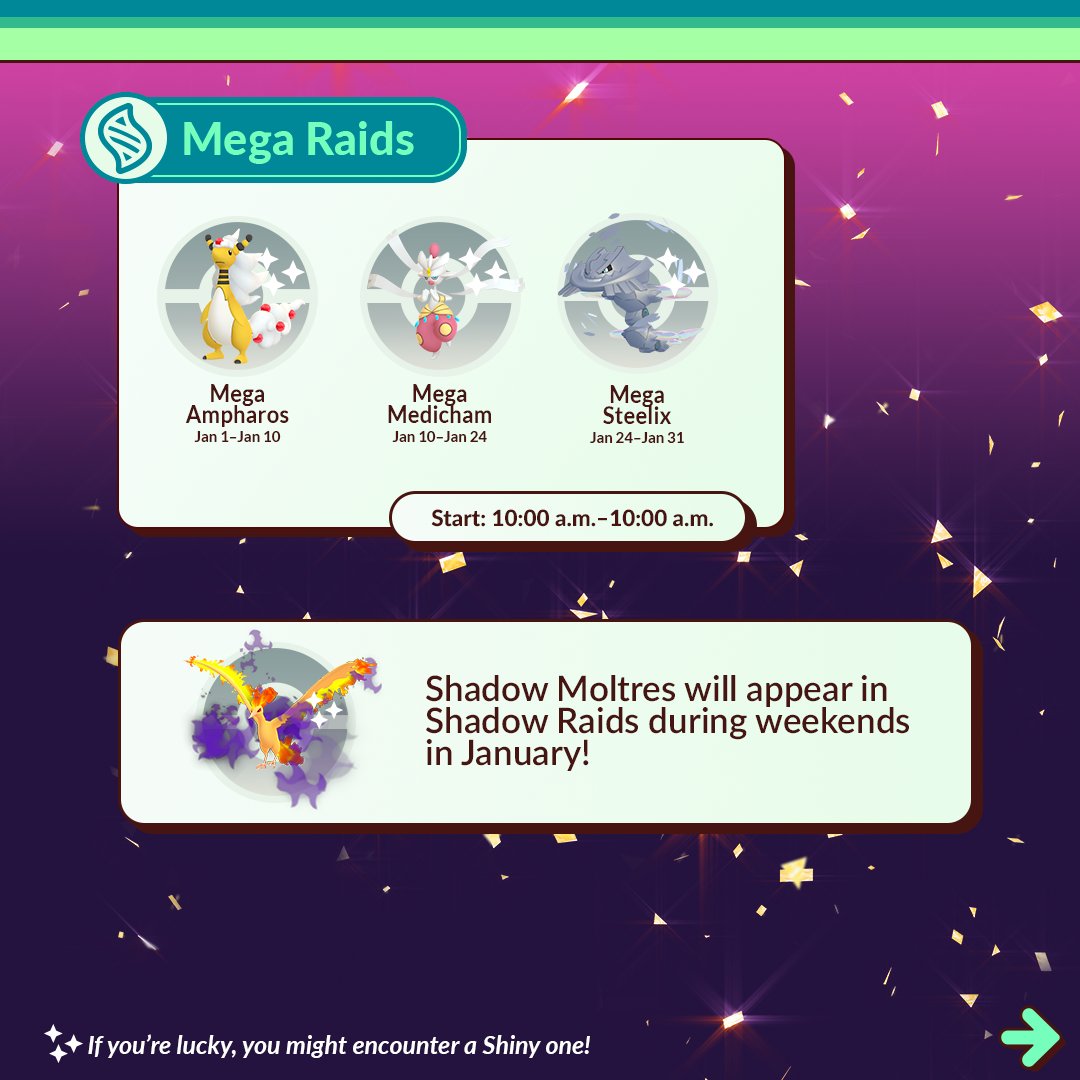 Mega Raids
Mega
Ampharos
Jan 1–Jan 10
Mega
Medicham
Jan 10–Jan 24
Mega
Steelix
Jan 24–Jan 31
Start: 10:00 a.m.–10:00 a.m.
Shadow Moltres will appear in
Shadow Raids during weekends
in January!
If you’re lucky, you might encounter a Shiny one!